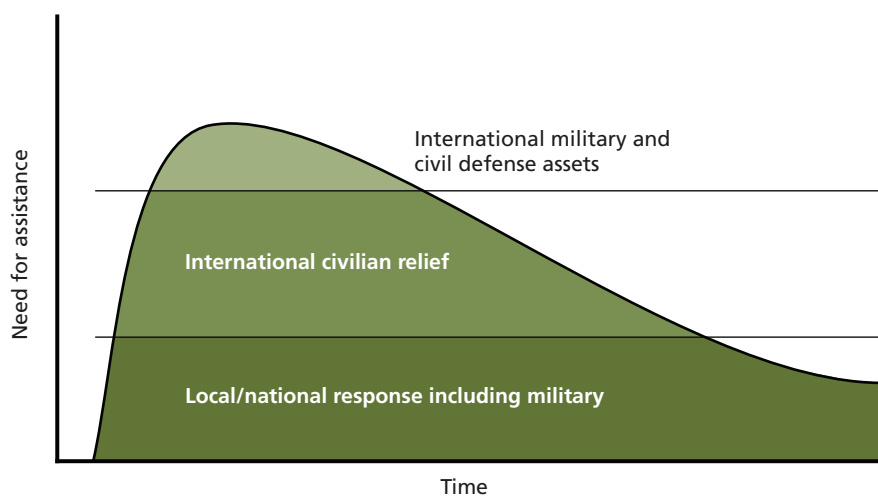 Need for assistance
International military and
civil defense assets
International civilian relief
Local/national response including military
Time